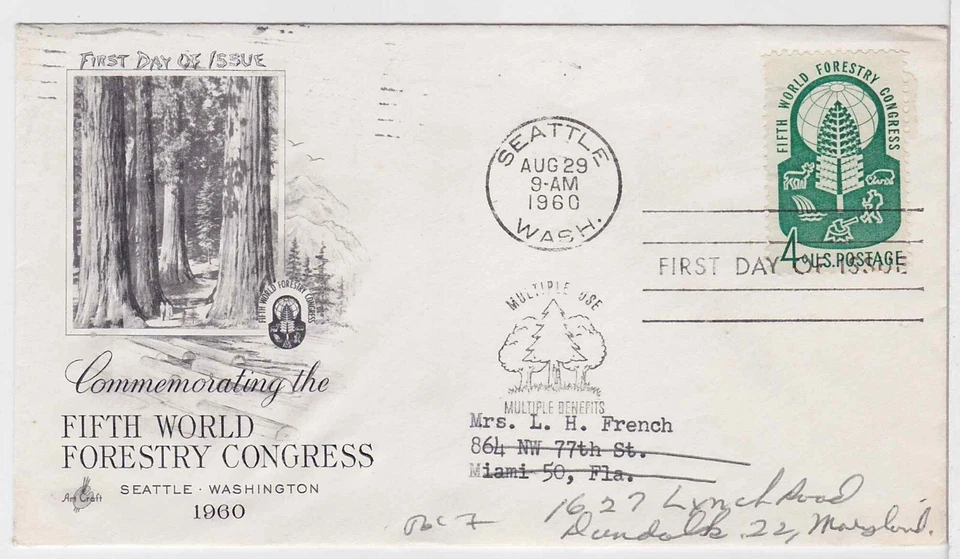 FIRST DAY OF ISSUE
FIFTH WORLD FORESTRY CONGRESS
Commemorating the
FIFTH WORLD
FORESTRY CONGRESS
SEATTLE · WASHINGTON
1960
Art Craft
SEATTLE
AUG 29
9-AM
1960
WASH.
FIFTH WORLD FORESTRY CONGRESS
4¢ U.S. POSTAGE
FIRST DAY OF ISSUE
MULTIPLE USE
MULTIPLE BENEFITS
Mrs. L. H. French
864 NW 77th St.
Miami 50, Fla.
1627 Lynch Road
Dundalk 22, Maryland.